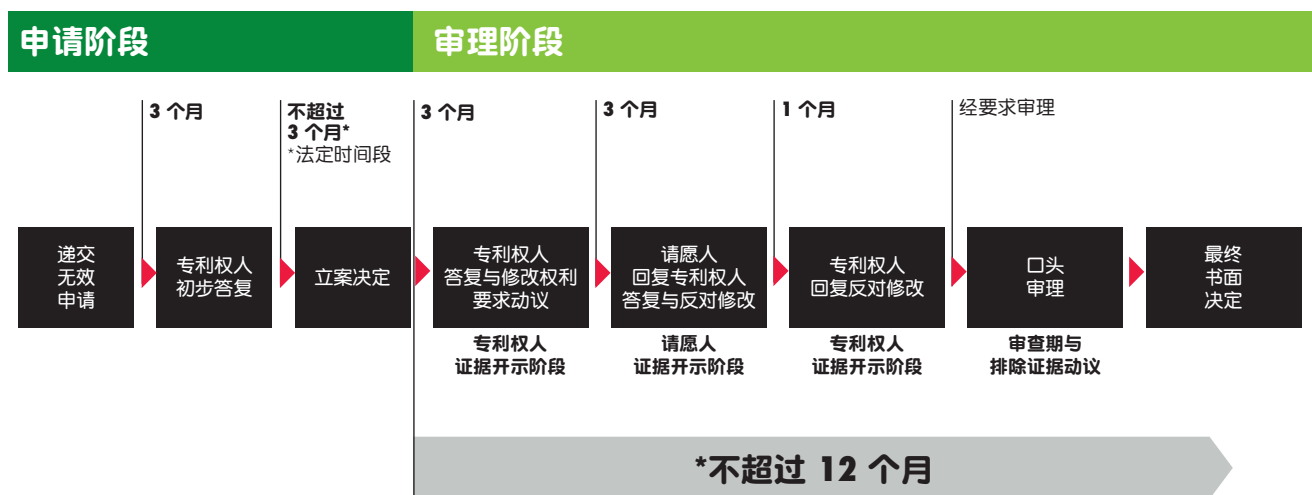 申请阶段
审理阶段
3 个月
不超过
3 个月*
*法定时间段
3 个月
3 个月
1 个月
经要求审理
递交
无效
申请
专利权人
初步答复
立案决定
专利权人
答复与修改权利
要求动议
请愿人
回复专利权人
答复与反对修改
专利权人
回复反对修改
口头
审理
最终
书面
决定
专利权人
证据开示阶段
请愿人
证据开示阶段
专利权人
证据开示阶段
审查期与
排除证据动议
*不超过 12 个月